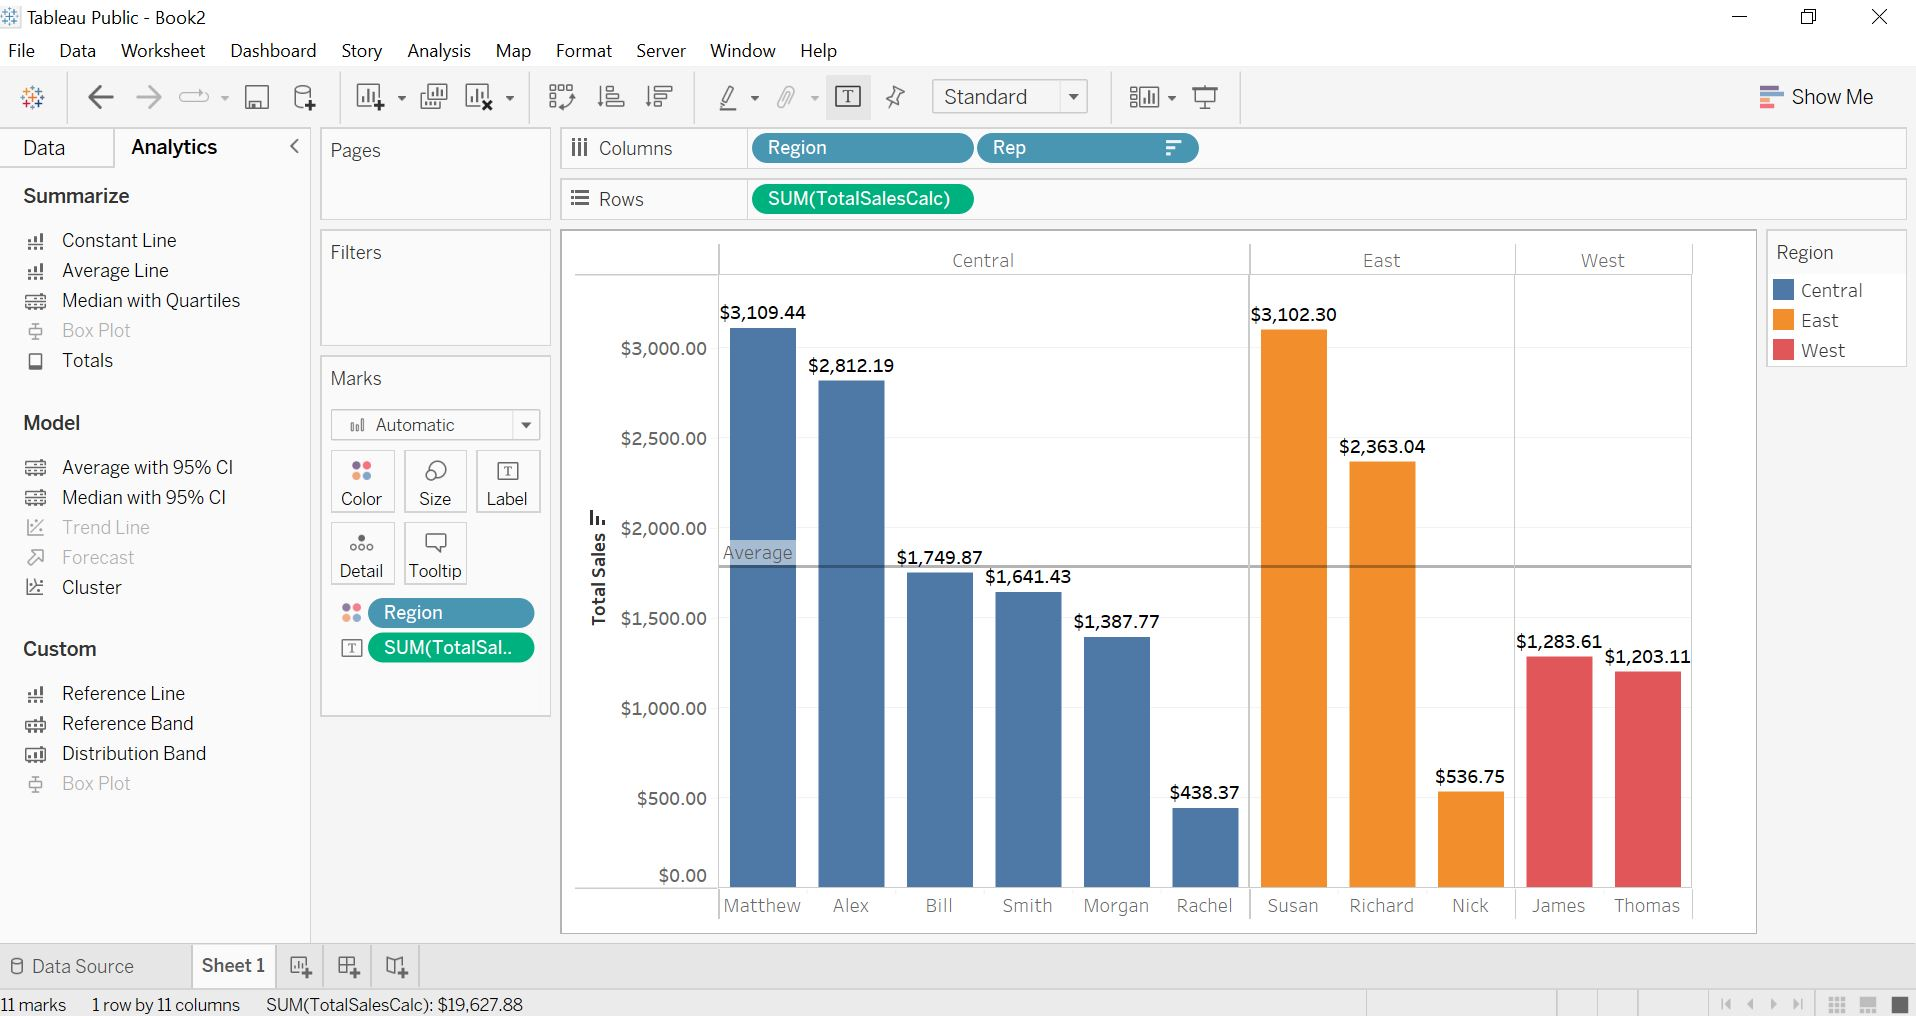 Tableau Public - Book2
File Data Worksheet Dashboard Story Analysis Map Format Server Window Help
Standard
Show Me
Data Analytics
Summarize
Constant Line
Average Line
Median with Quartiles
Box Plot
Totals
Model
Average with 95% CI
Median with 95% CI
Trend Line
Forecast
Cluster
Custom
Reference Line
Reference Band
Distribution Band
Box Plot
Pages
Filters
Marks
Automatic
Color Size T Label
Detail Tooltip
Region
T SUM(TotalSal..
Columns Region Rep
Rows SUM(TotalSalesCalc)
Central East West
$3,109.44 $2,812.19 $1,749.87 $1,641.43 $1,387.77 $438.37 $3,102.30 $2,363.04 $536.75 $1,283.61 $1,203.11
Total Sales
$3,000.00
$2,500.00
$2,000.00
$1,500.00
$1,000.00
$500.00
$0.00
Average
Matthew Alex Bill Smith Morgan Rachel Susan Richard Nick James Thomas
Region
Central
East
West
Data Source Sheet 1
11 marks 1 row by 11 columns SUM(TotalSalesCalc): $19,627.88